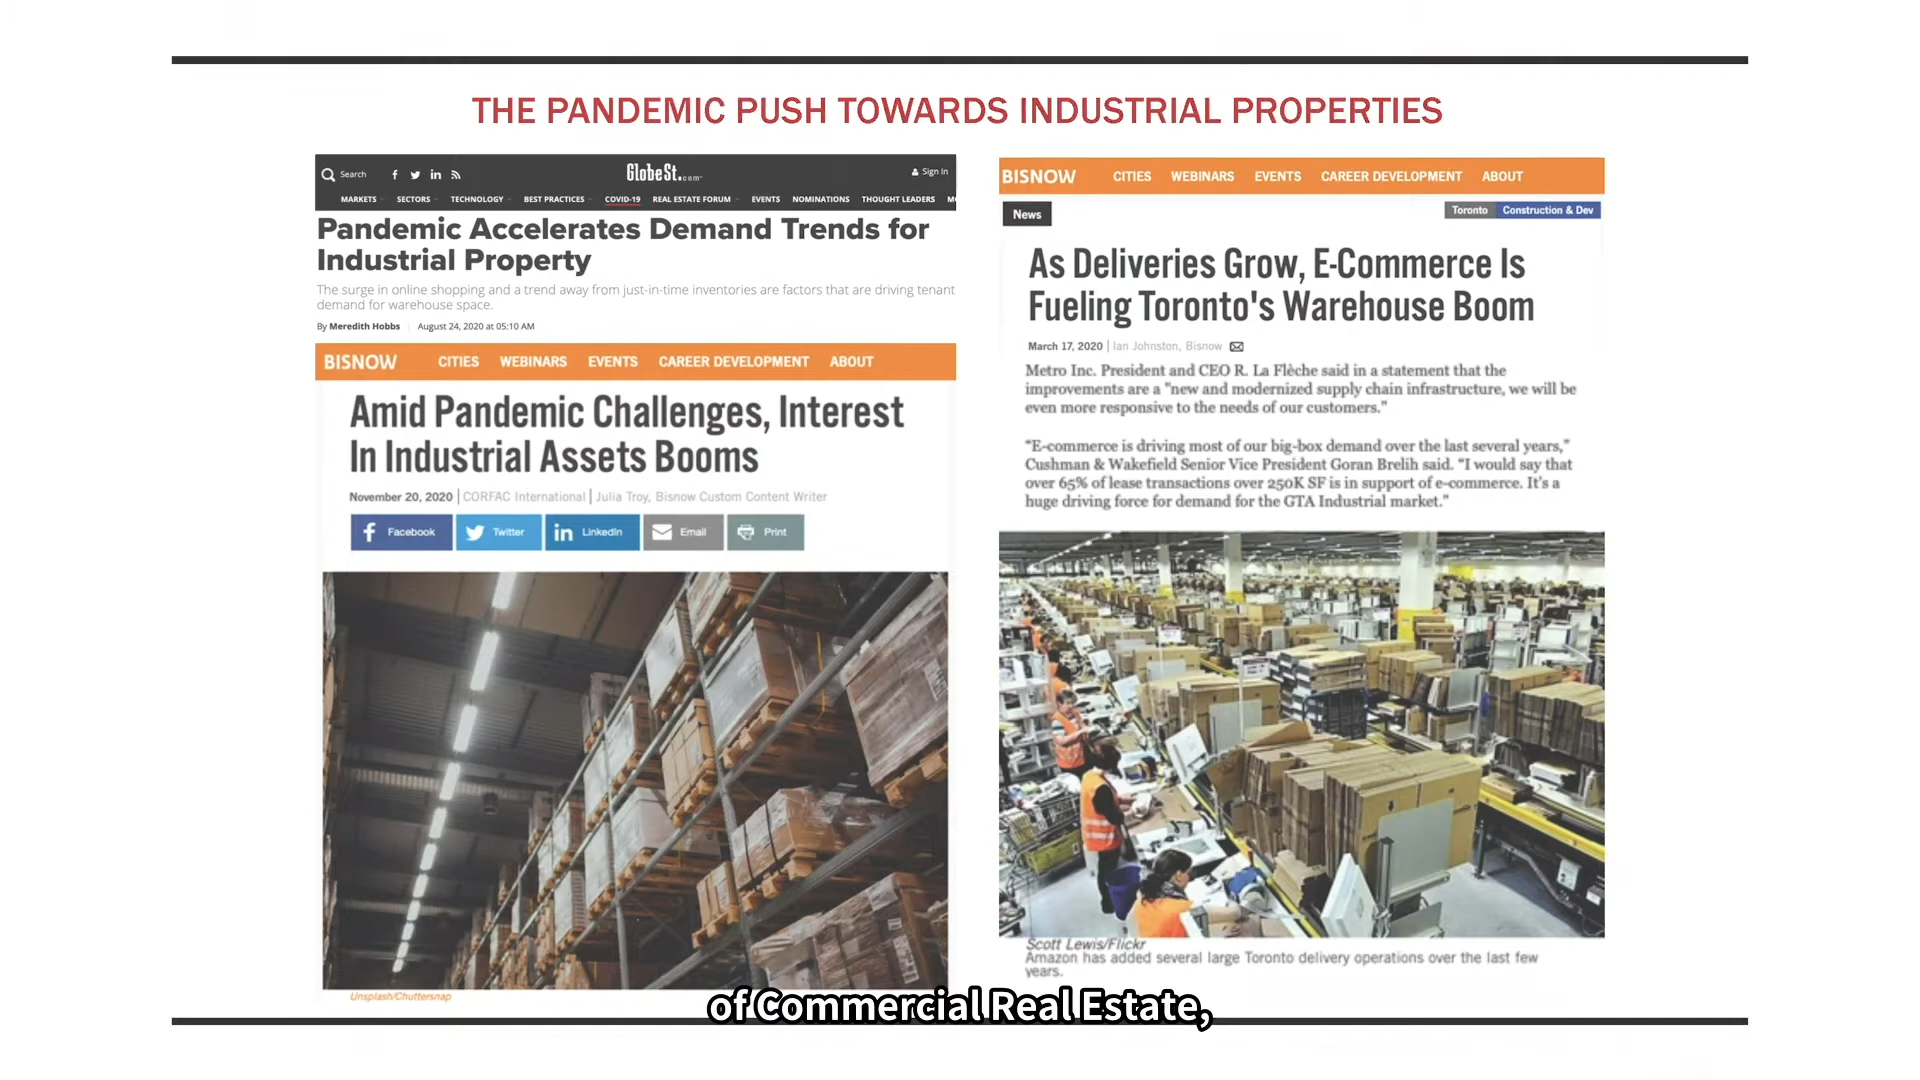 THE PANDEMIC PUSH TOWARDS INDUSTRIAL PROPERTIES
Search
GlobeSt.com
Sign In
MARKETS SECTORS TECHNOLOGY BEST PRACTICES COVID-19 REAL ESTATE FORUM EVENTS NOMINATIONS THOUGHT LEADERS
Pandemic Accelerates Demand Trends for
Industrial Property
The surge in online shopping and a trend away from just-in-time inventories are factors that are driving tenant
demand for warehouse space.
By Meredith Hobbs | August 24, 2020 at 05:10 AM
BISNOW CITIES WEBINARS EVENTS CAREER DEVELOPMENT ABOUT
Amid Pandemic Challenges, Interest
In Industrial Assets Booms
November 20, 2020 | CORFAC International | Julia Troy, Bisnow Custom Content Writer
Facebook Twitter LinkedIn Email Print
Unsplash/Chuttersnap
BISNOW CITIES WEBINARS EVENTS CAREER DEVELOPMENT ABOUT
News
Toronto Construction & Dev
As Deliveries Grow, E-Commerce Is
Fueling Toronto's Warehouse Boom
March 17, 2020 | Ian Johnston, Bisnow
Metro Inc. President and CEO R. La Flèche said in a statement that the
improvements are a "new and modernized supply chain infrastructure, we will be
even more responsive to the needs of our customers."
“E-commerce is driving most of our big-box demand over the last several years,”
Cushman & Wakefield Senior Vice President Goran Brelih said. “I would say that
over 65% of lease transactions over 250K SF is in support of e-commerce. It's a
huge driving force for demand for the GTA Industrial market.”
Scott Lewis/Flickr
Amazon has added several large Toronto delivery operations over the last few
years.
of Commercial Real Estate,